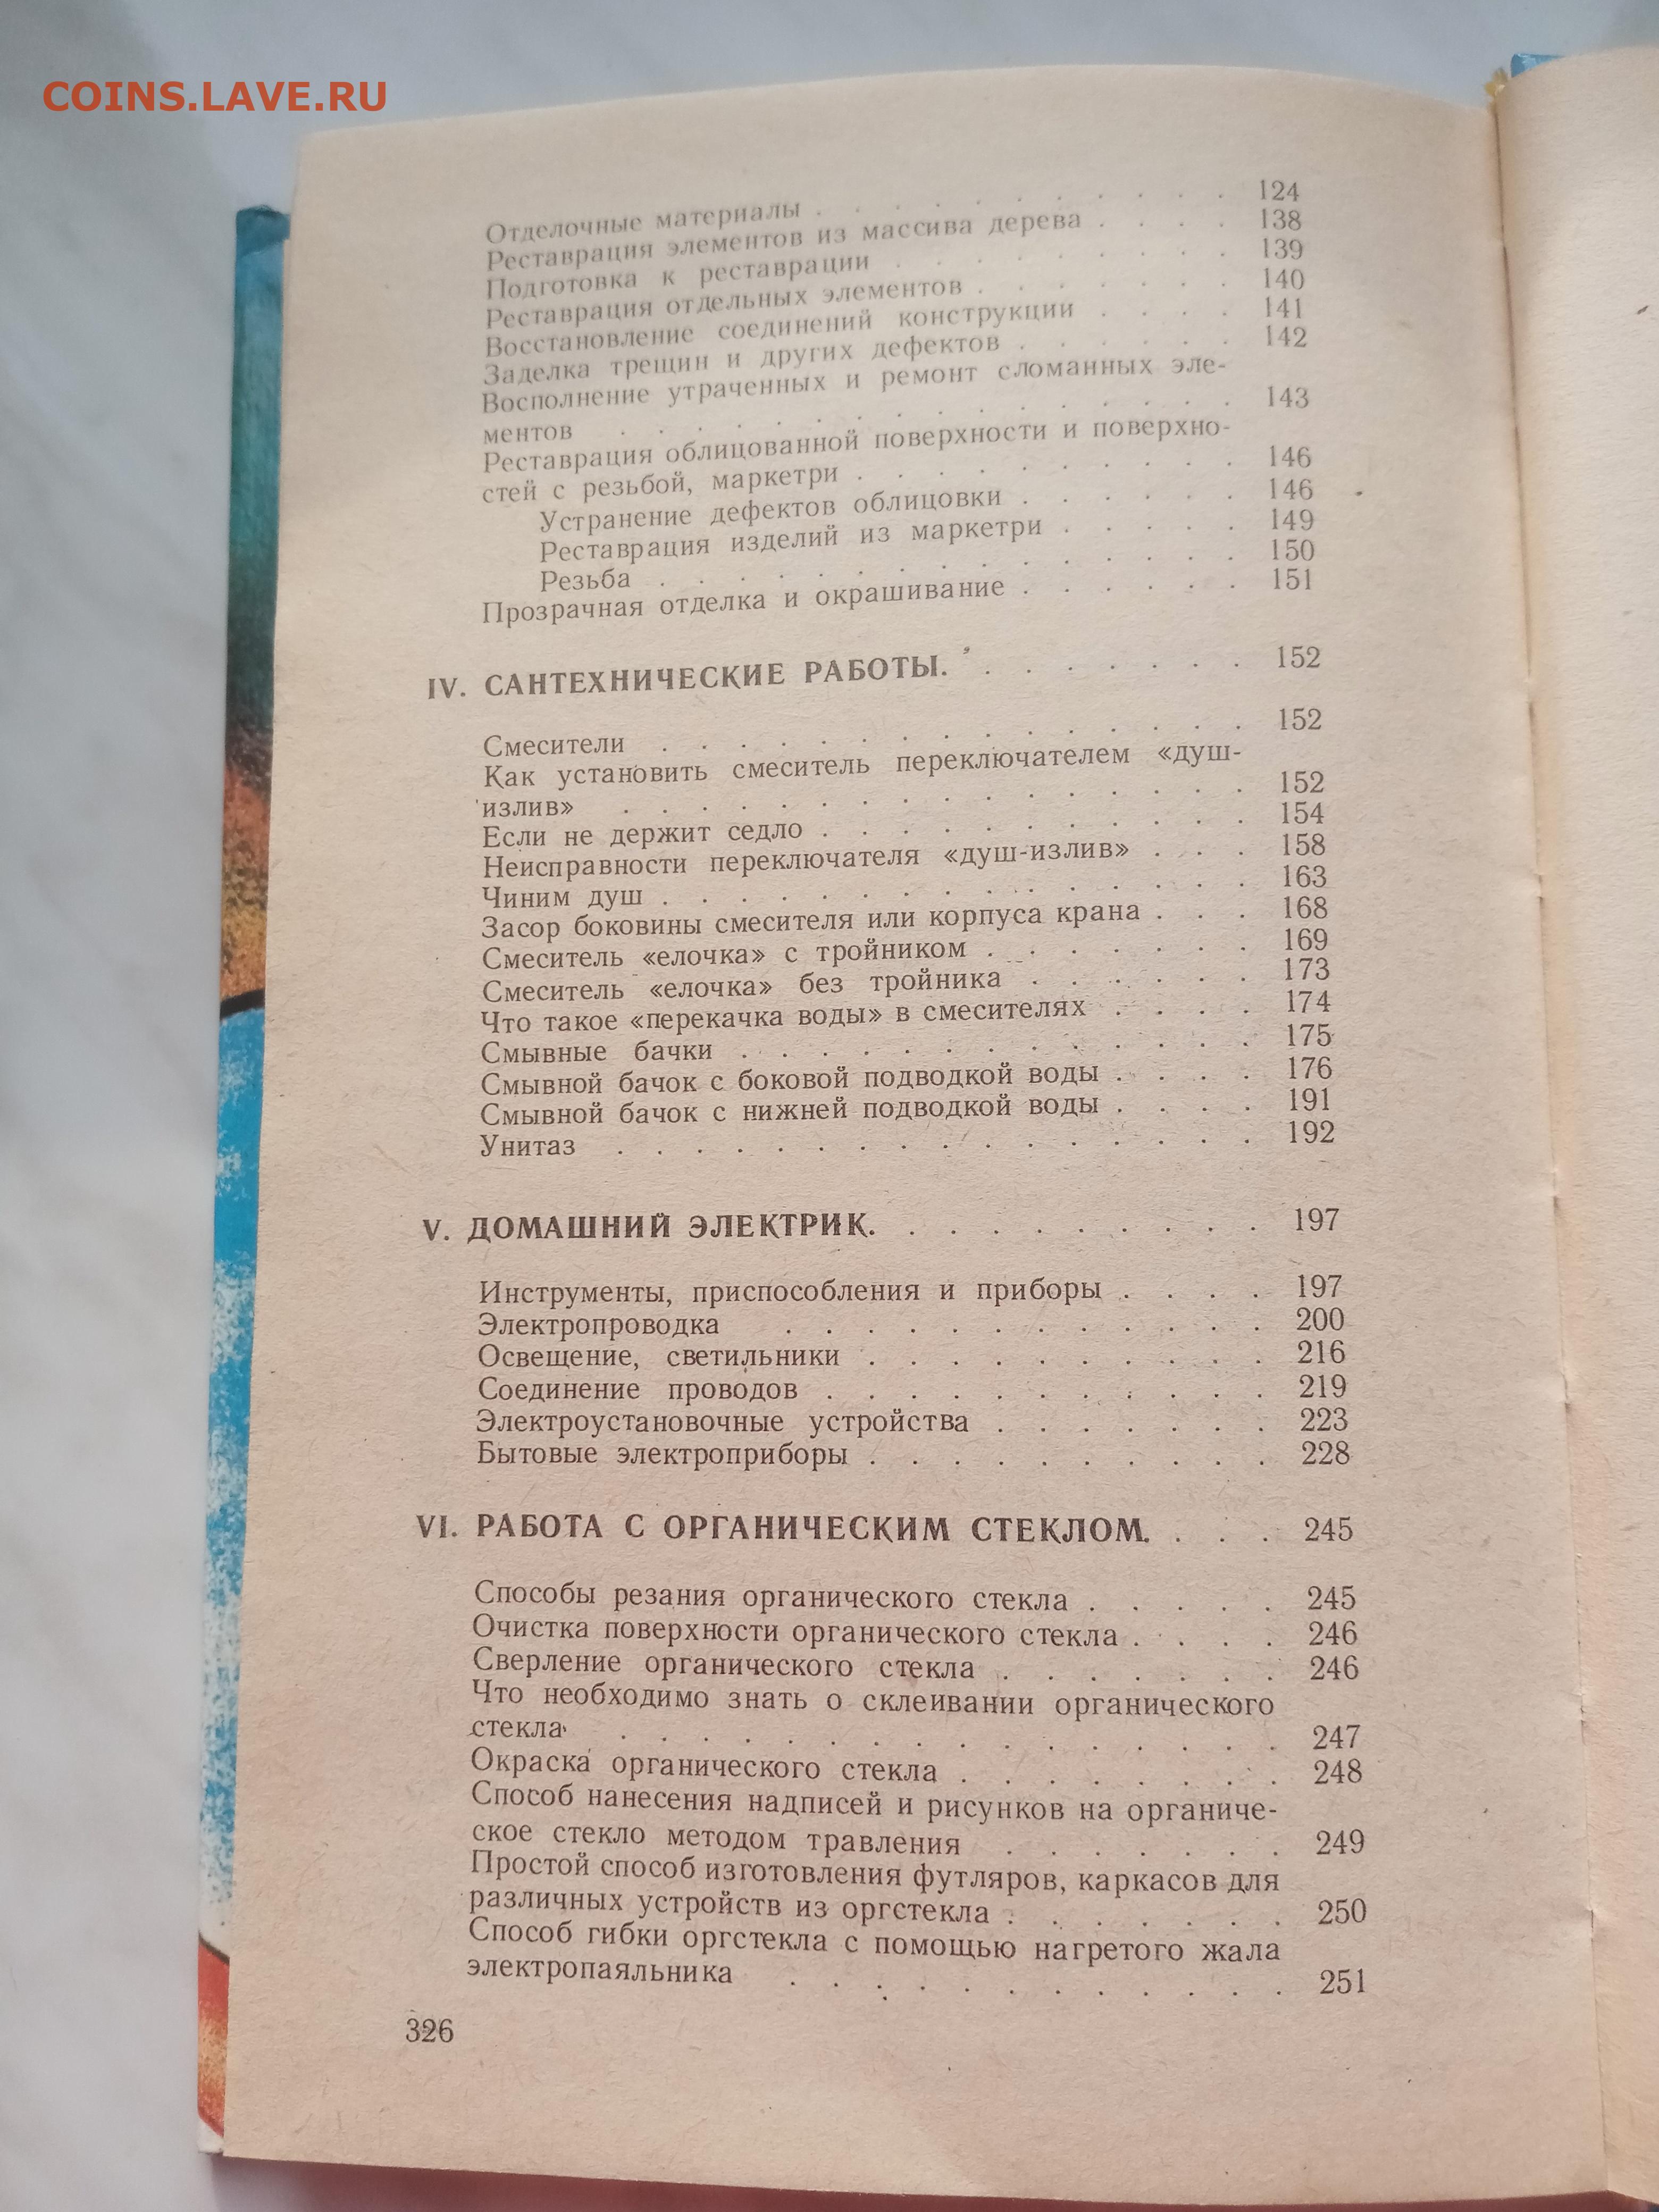 COINS.LAVE.RU
Отделочные материалы . . . . . . . . . . . 124
Реставрация элементов из массива дерева . . . . 138
Подготовка к реставрации . . . . . . . . . 139
Реставрация отдельных элементов . . . . . . . 140
Восстановление соединений конструкции . . . . 141
Заделка трещин и других дефектов . . . . . . 142
Восполнение утраченных и ремонт сломанных эле-
ментов . . . . . . . . . . . . . . . . 143
Реставрация облицованной поверхности и поверхно-
стей с резьбой, маркетри . . . . . . . . . . 146
Устранение дефектов облицовки . . . . . . 146
Реставрация изделий из маркетри . . . . . 149
Резьба . . . . . . . . . . . . . . . 150
Прозрачная отделка и окрашивание . . . . . . 151
IV. САНТЕХНИЧЕСКИЕ РАБОТЫ. . . . . . . . 152
Смесители . . . . . . . . . . . . . . . 152
Как установить смеситель переключателем «душ-
излив» . . . . . . . . . . . . . . . . 152
Если не держит седло . . . . . . . . . . . 154
Неисправности переключателя «душ-излив» . . . 158
Чиним душ . . . . . . . . . . . . . . . 163
Засор боковины смесителя или корпуса крана . . . 168
Смеситель «елочка» с тройником . . . . . . . 169
Смеситель «елочка» без тройника . . . . . . 173
Что такое «перекачка воды» в смесителях . . . . 174
Смывные бачки . . . . . . . . . . . . . 175
Смывной бачок с боковой подводкой воды . . . . 176
Смывной бачок с нижней подводкой воды . . . . 191
Унитаз . . . . . . . . . . . . . . . . 192
V. ДОМАШНИЙ ЭЛЕКТРИК. . . . . . . . . . 197
Инструменты, приспособления и приборы . . . . 197
Электропроводка . . . . . . . . . . . . 200
Освещение, светильники . . . . . . . . . . 216
Соединение проводов . . . . . . . . . . . 219
Электроустановочные устройства . . . . . . . 223
Бытовые электроприборы . . . . . . . . . . 228
VI. РАБОТА С ОРГАНИЧЕСКИМ СТЕКЛОМ. . . . 245
Способы резания органического стекла . . . . . 245
Очистка поверхности органического стекла . . . . 246
Сверление органического стекла . . . . . . . 246
Что необходимо знать о склеивании органического
стекла . . . . . . . . . . . . . . . . . 247
Окраска органического стекла . . . . . . . . 248
Способ нанесения надписей и рисунков на органиче-
ское стекло методом травления . . . . . . . 249
Простой способ изготовления футляров, каркасов для
различных устройств из оргстекла . . . . . . . 250
Способ гибки оргстекла с помощью нагретого жала
электропаяльника . . . . . . . . . . . . 251
326